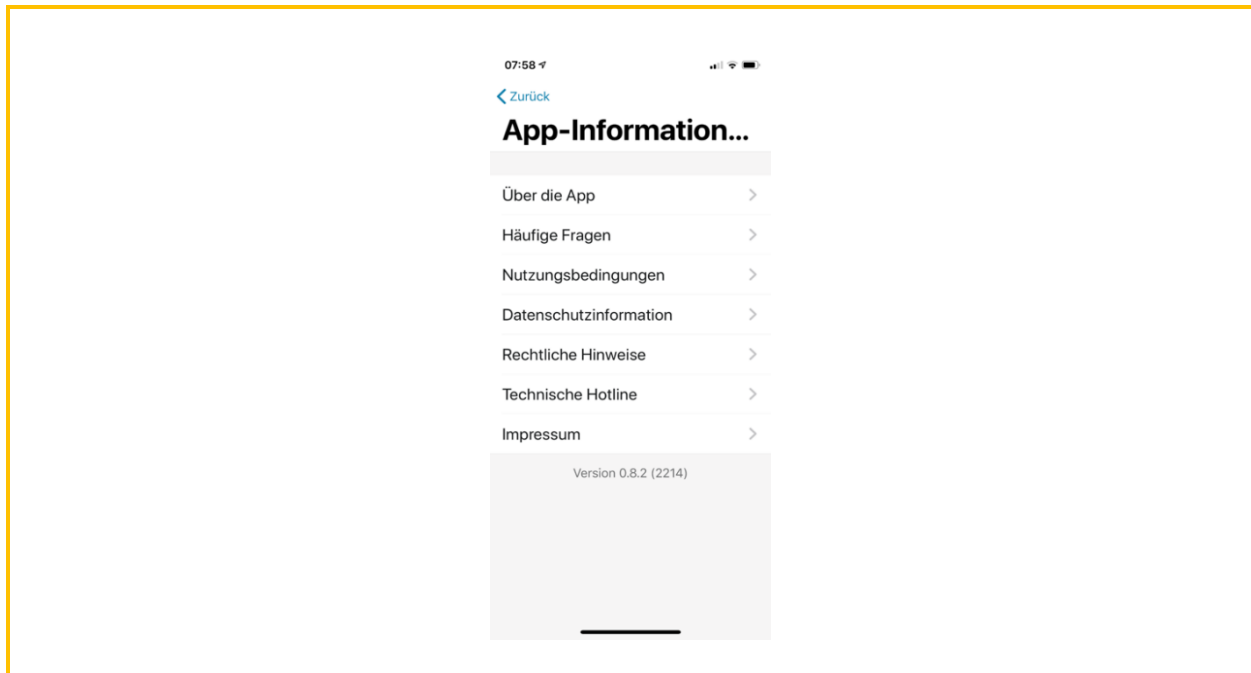 07:58
Zurück
App-Information...
Über die App
Häufige Fragen
Nutzungsbedingungen
Datenschutzinformation
Rechtliche Hinweise
Technische Hotline
Impressum
Version 0.8.2 (2214)